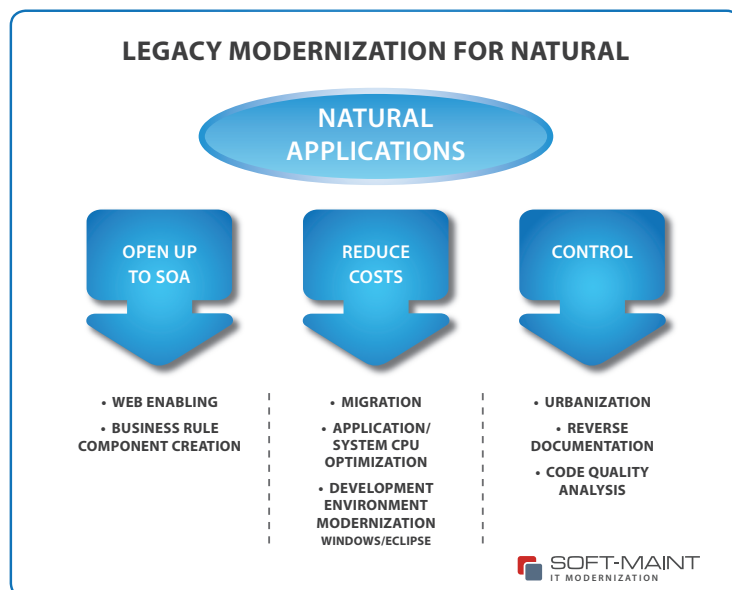 LEGACY MODERNIZATION FOR NATURAL
NATURAL
APPLICATIONS
OPEN UP
TO SOA
REDUCE
COSTS
CONTROL
• WEB ENABLING
• BUSINESS RULE
COMPONENT CREATION
• MIGRATION
• APPLICATION/
SYSTEM CPU
OPTIMIZATION
• DEVELOPMENT
ENVIRONMENT
MODERNIZATION
WINDOWS/ECLIPSE
• URBANIZATION
• REVERSE
DOCUMENTATION
• CODE QUALITY
ANALYSIS
SOFT-MAINT
IT MODERNIZATION